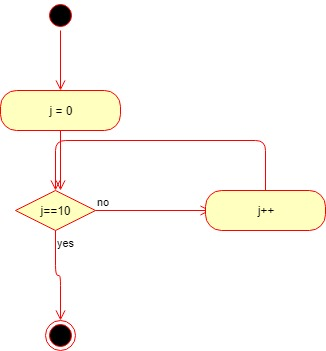 j = 0
j==10
no
j++
yes